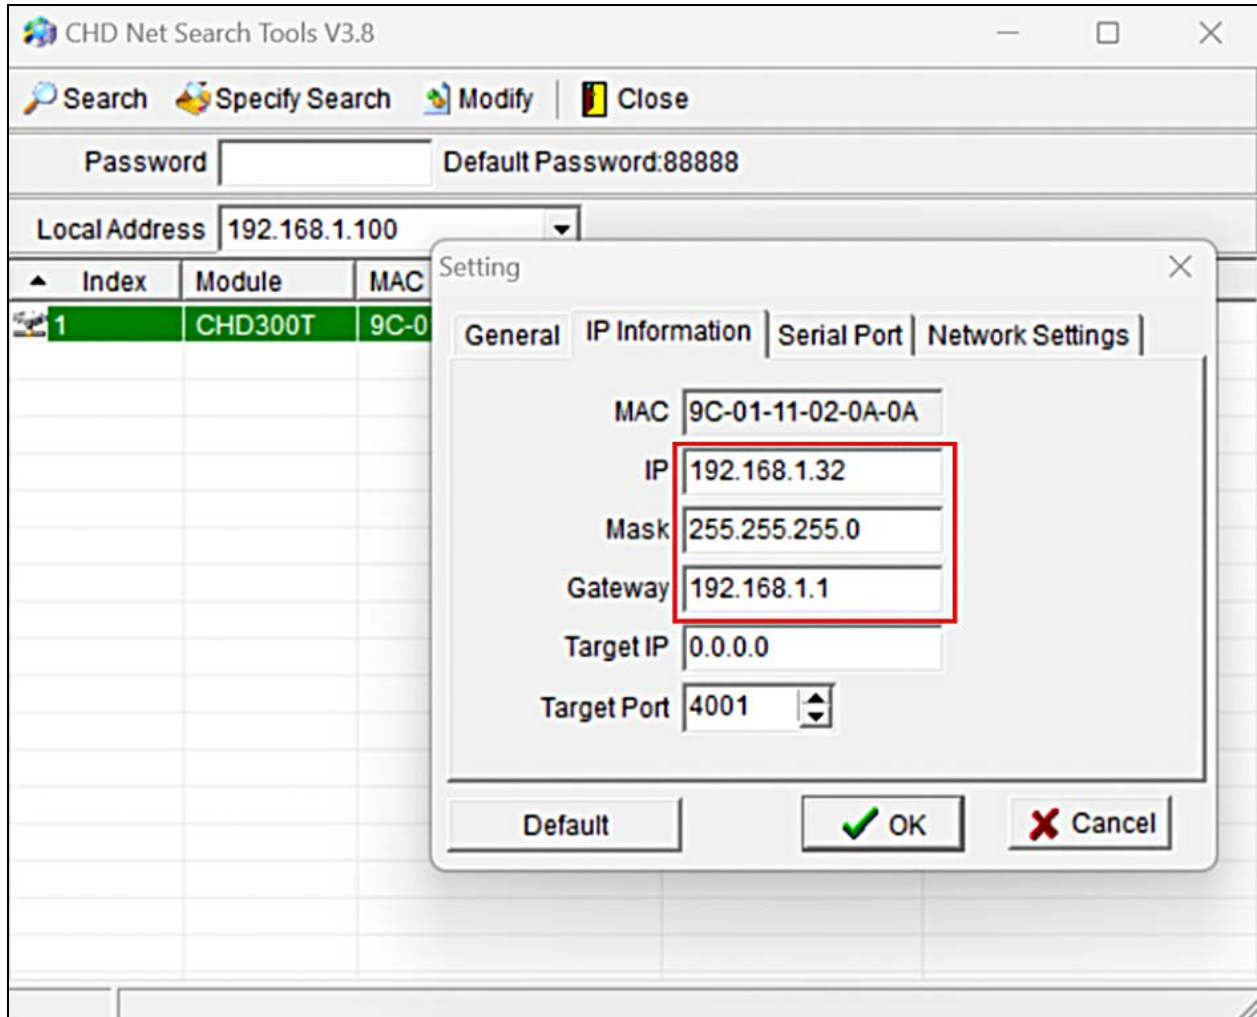 CHD Net Search Tools V3.8
Search Specify Search Modify Close
Password Default Password:88888
Local Address 192.168.1.100
Index Module MAC
1 CHD300T 9C-0
Setting
General IP Information Serial Port Network Settings
MAC 9C-01-11-02-0A-0A
IP 192.168.1.32
Mask 255.255.255.0
Gateway 192.168.1.1
Target IP 0.0.0.0
Target Port 4001
Default OK Cancel